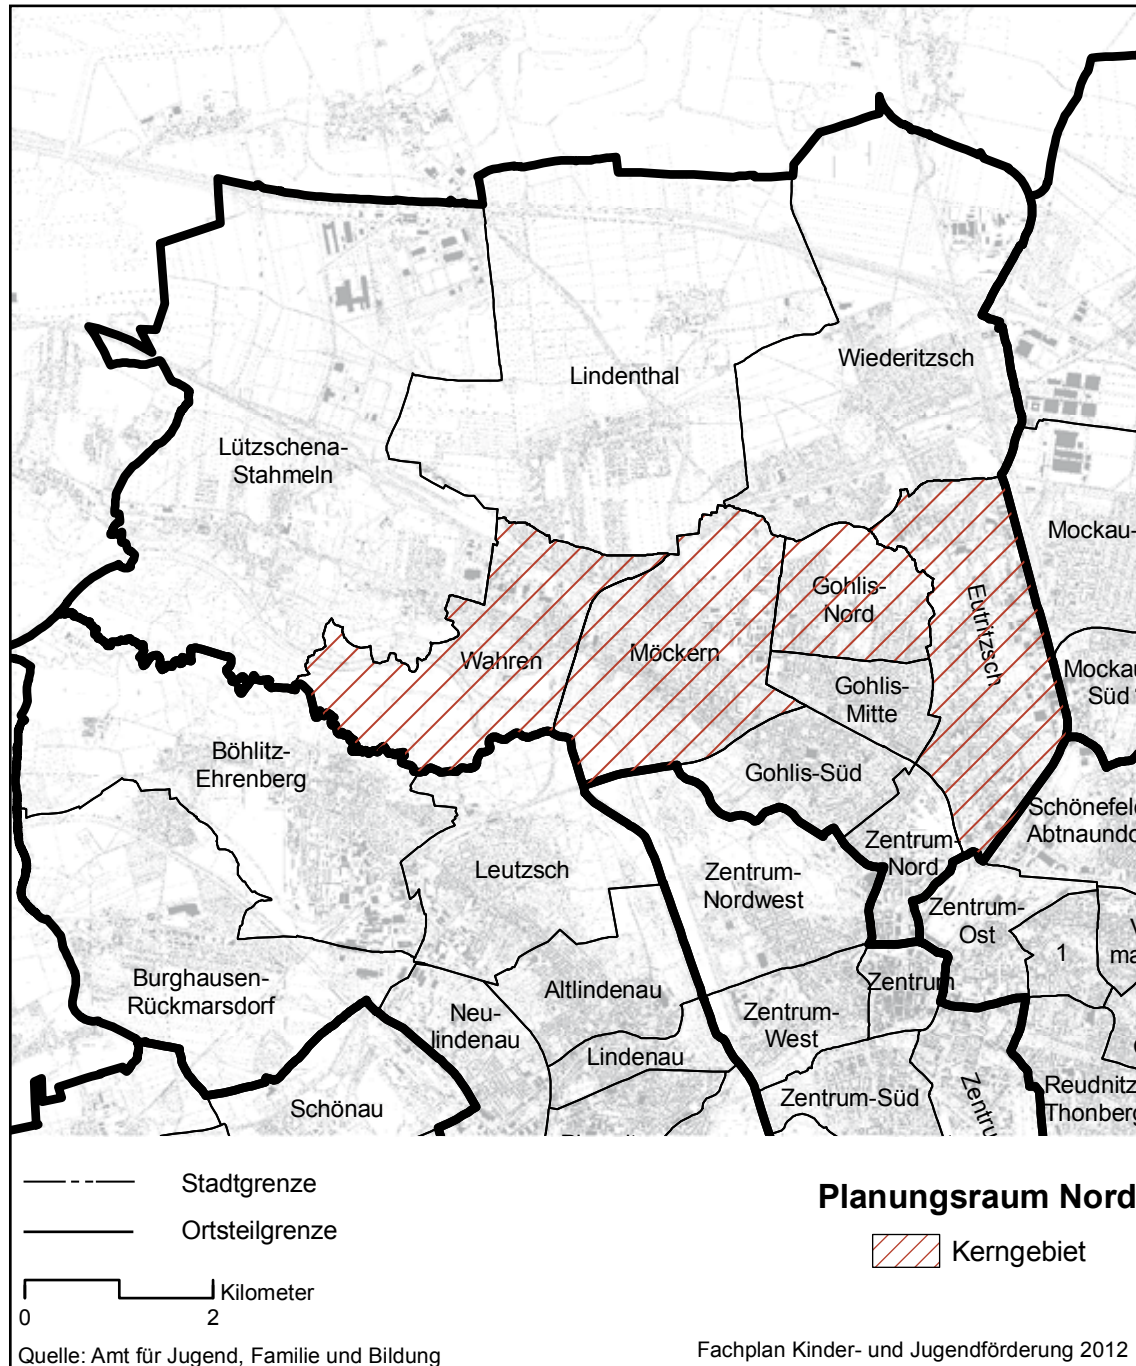 Lindenthal
Wiederitzsch
Lützschena-
Stahmeln
Mockau-
Gohlis-
Nord
Eutritzsch
Wahren
Möckern
Mockau
Süd
Gohlis-
Mitte
Böhlitz-
Ehrenberg
Gohlis-Süd
Schönefeld
Abtnaundo
Zentrum-
Nord
Leutzsch
Zentrum-
Nordwest
Zentrum-
Ost
1
ma
Burghausen-
Rückmarsdorf
Altlindenau
Zentrum
Neu-
lindenau
Zentrum-
West
Lindenau
Zentrum-Süd
Zentru
Reudnitz
Thonberg
Schönau
Stadtgrenze
Ortsteilgrenze
Planungsraum Nord
Kerngebiet
Kilometer
0 2
Quelle: Amt für Jugend, Familie und Bildung
Fachplan Kinder- und Jugendförderung 2012